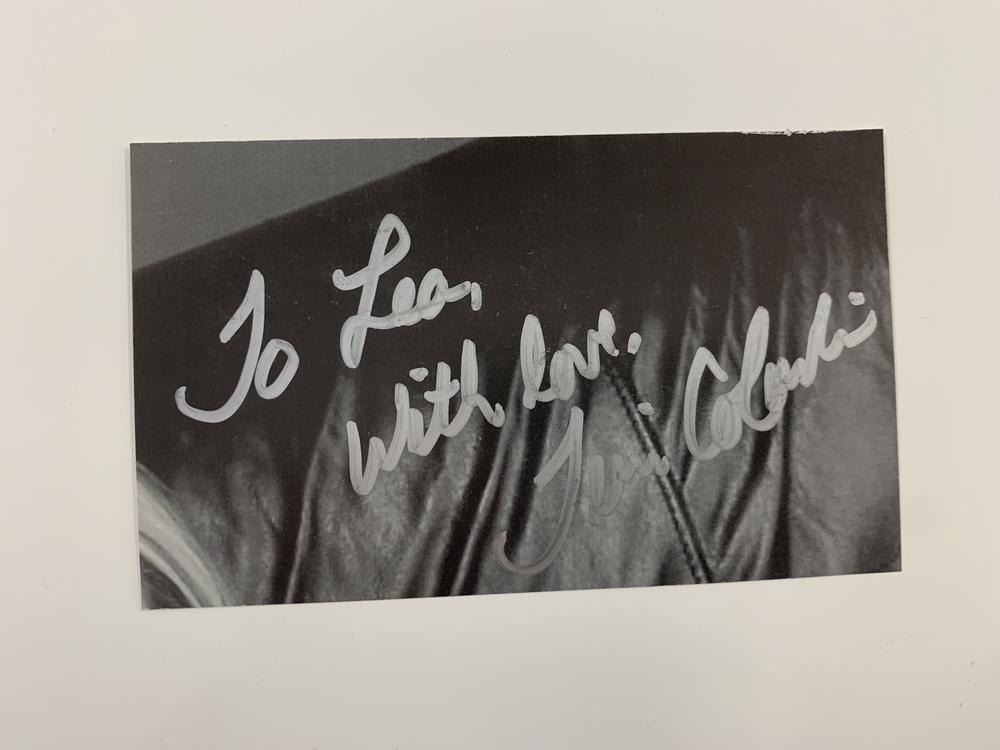 To Lea,
with love,